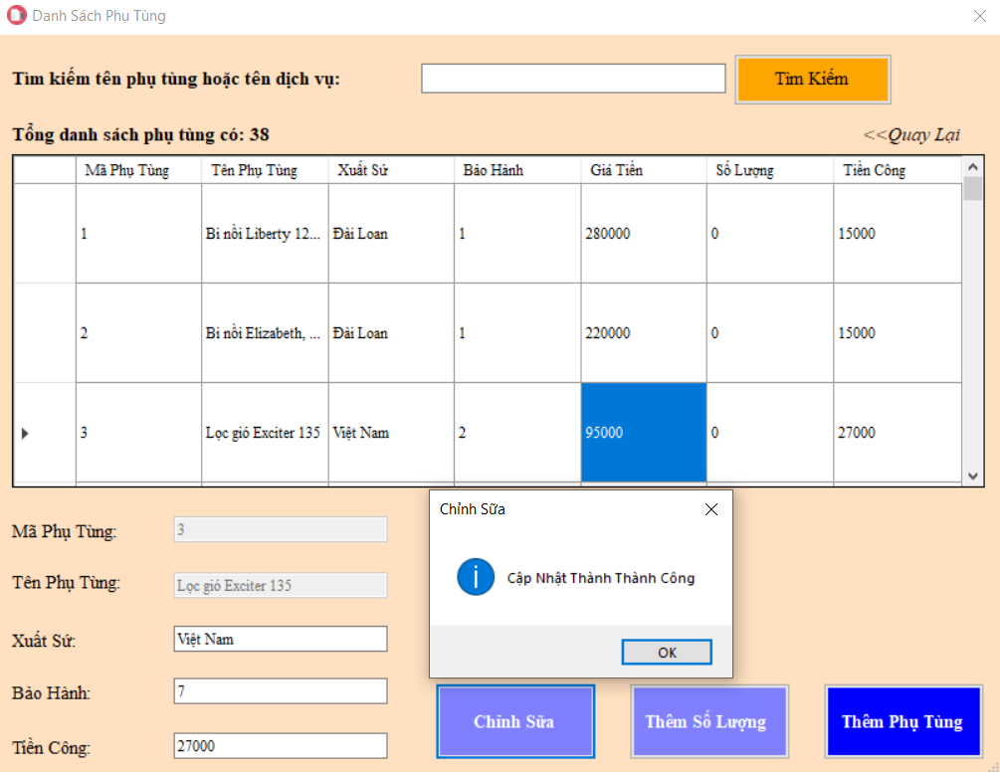 Danh Sách Phụ Tùng
Tìm kiếm tên phụ tùng hoặc tên dịch vụ:
Tìm Kiếm
Tổng danh sách phụ tùng có: 38
<<Quay Lại
Mã Phụ Tùng Tên Phụ Tùng Xuất Sứ Bảo Hành Giá Tiền Số Lượng Tiền Công
1 Bi nồi Liberty 12... Đài Loan 1 280000 0 15000
2 Bi nồi Elizabeth, ... Đài Loan 1 220000 0 15000
3 Lọc gió Exciter 135 Việt Nam 2 95000 0 27000
Mã Phụ Tùng: 3
Tên Phụ Tùng: Lọc gió Exciter 135
Xuất Sứ: Việt Nam
Bảo Hành: 7
Tiền Công: 27000
Chỉnh Sữa
Cập Nhật Thành Thành Công
OK
Chỉnh Sữa
Thêm Số Lượng
Thêm Phụ Tùng